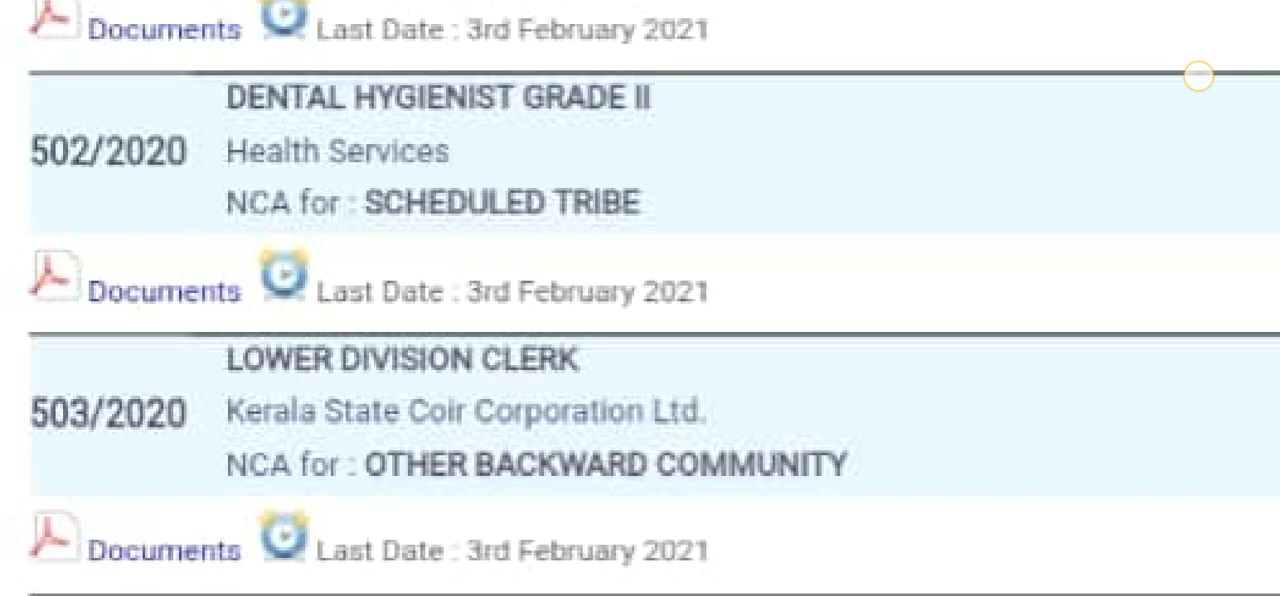 Documents Last Date : 3rd February 2021
DENTAL HYGIENIST GRADE II
502/2020 Health Services
NCA for : SCHEDULED TRIBE
Documents Last Date : 3rd February 2021
LOWER DIVISION CLERK
503/2020 Kerala State Coir Corporation Ltd.
NCA for : OTHER BACKWARD COMMUNITY
Documents Last Date : 3rd February 2021